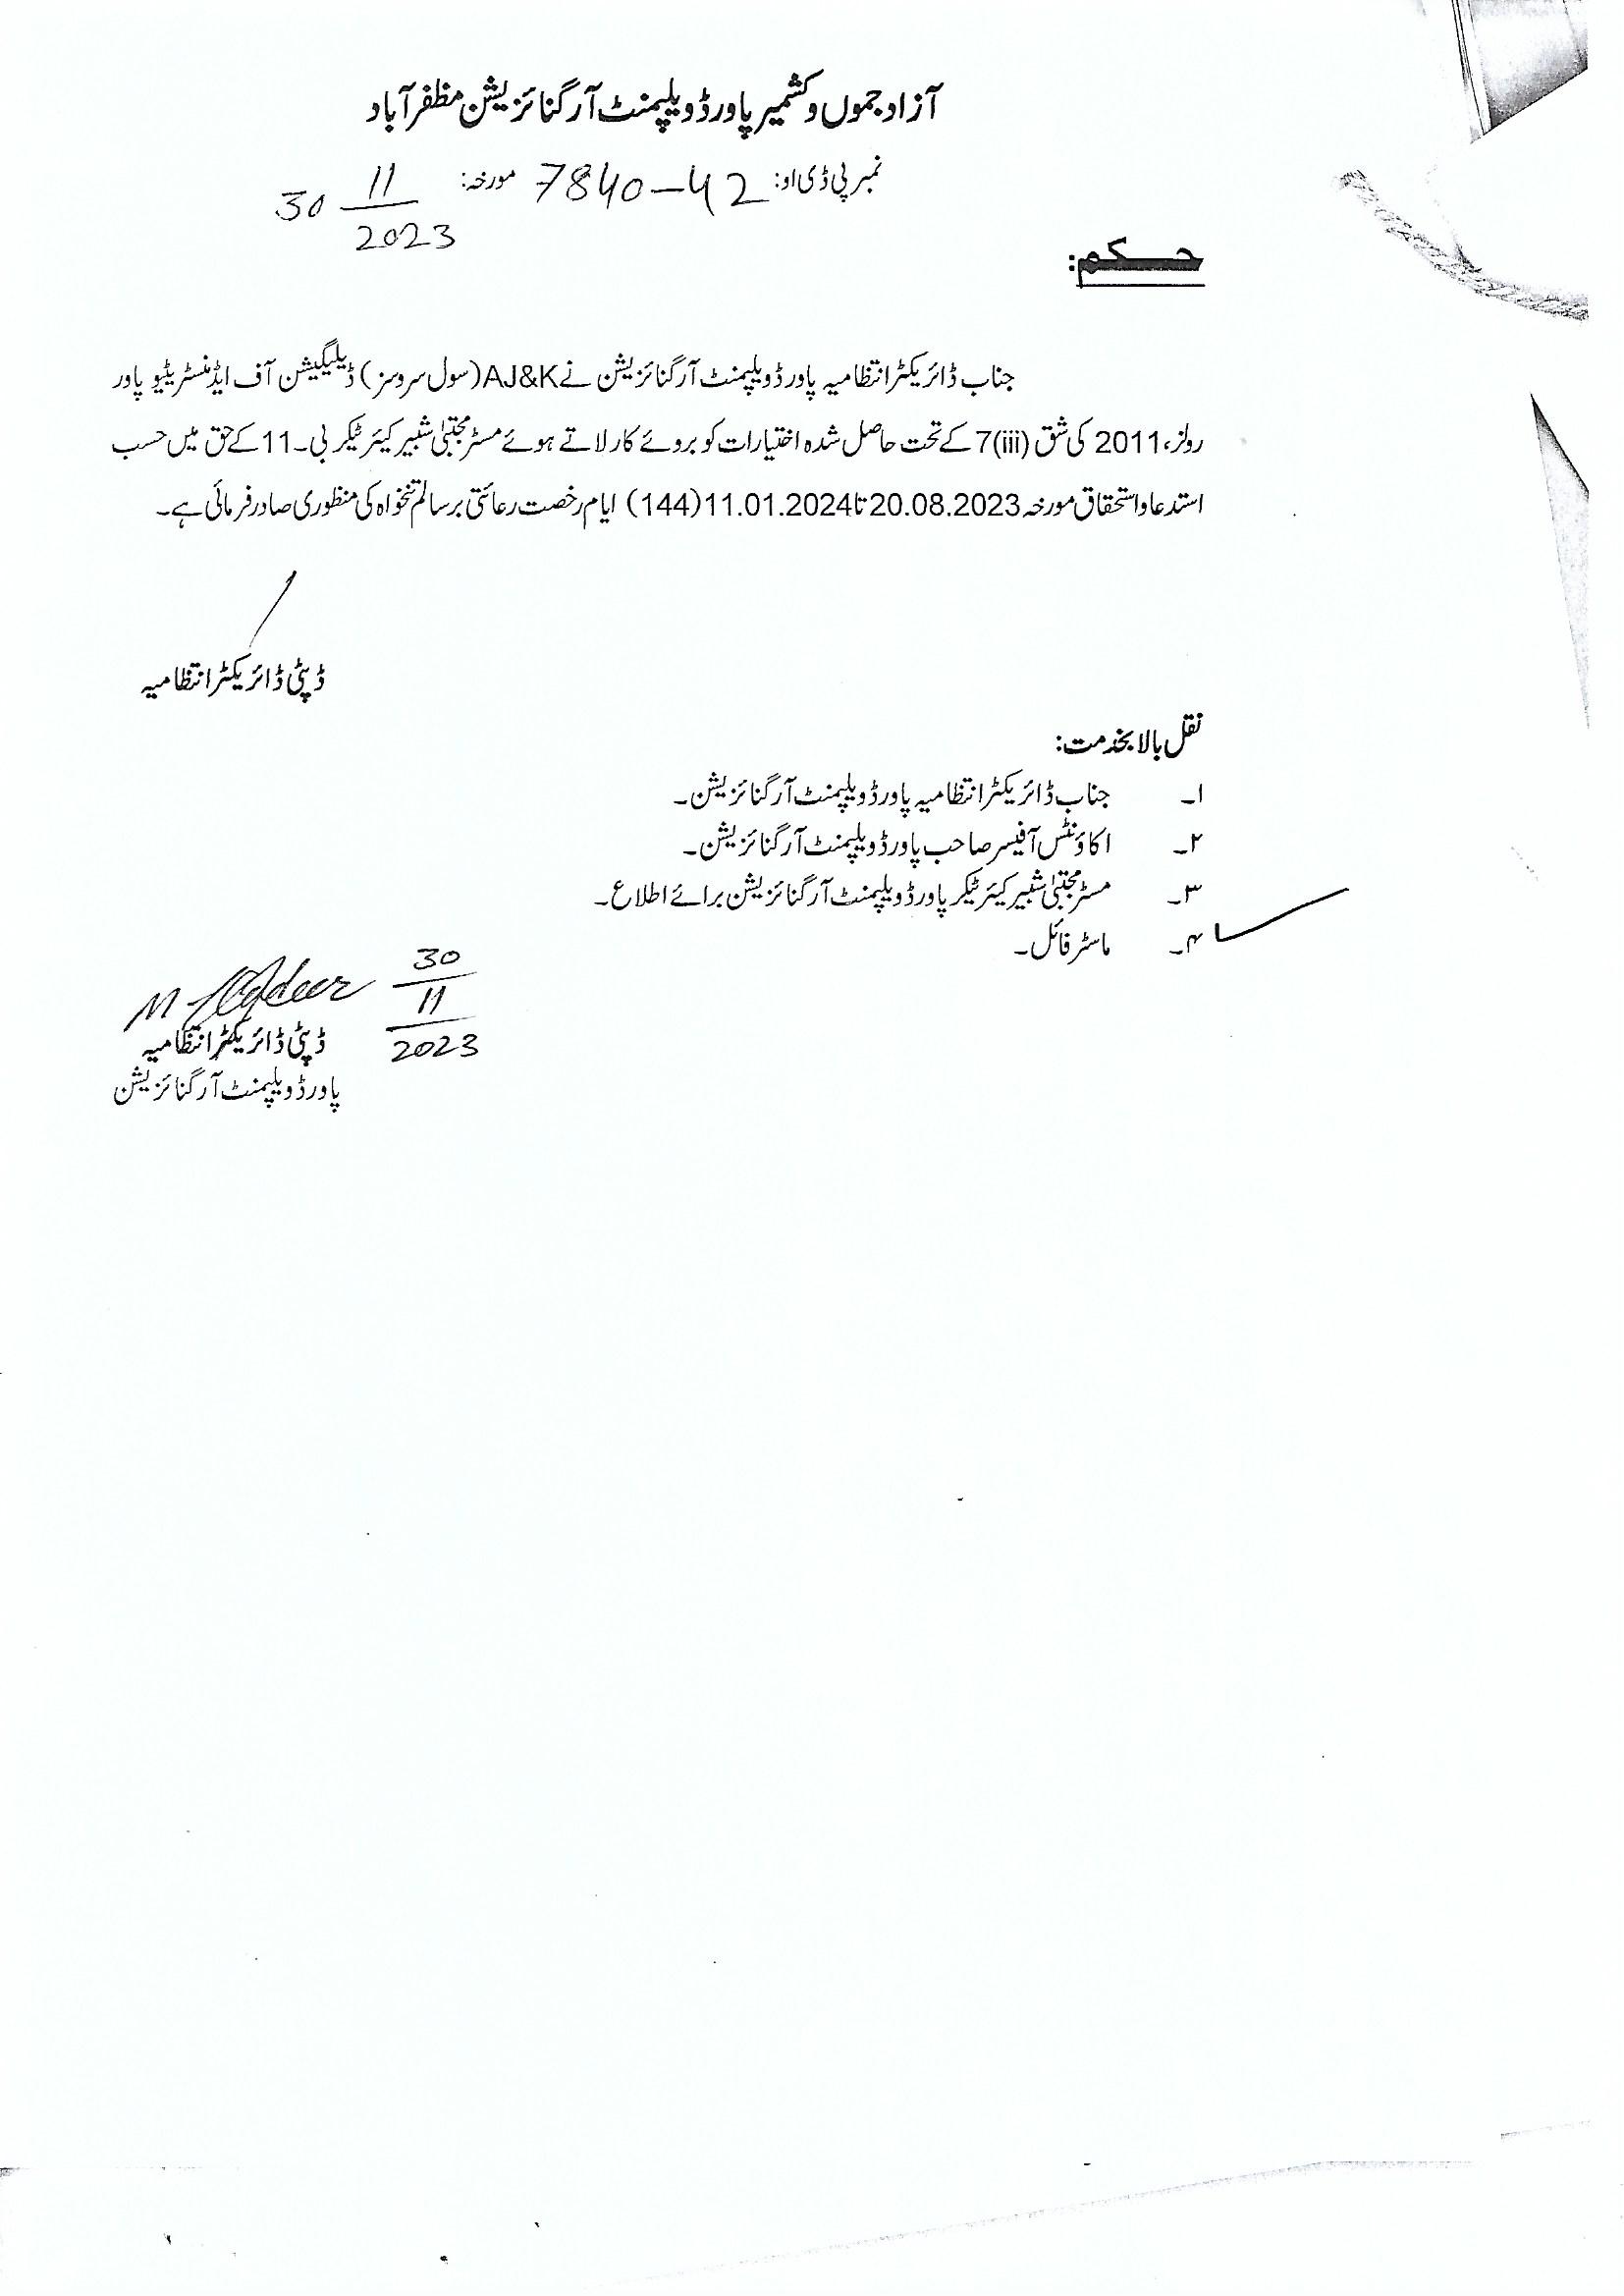 آزاد جموں و کشمیر پاور ڈویلپمنٹ آرگنائزیشن مظفرآباد
نمبر پی ڈی او: 7840-42 مورخہ: 30/11/2023
حکم:
جناب ڈائریکٹر انتظامیہ پاور ڈویلپمنٹ آرگنائزیشن نے AJ&K (سول سروسز) ڈیلیگیشن آف ایڈمنسٹریٹیو پاور
رولز، 2011 کی شق 7(iii) کے تحت حاصل شدہ اختیارات کو بروئے کار لاتے ہوئے مسٹر مجتبیٰ شبیر کیئر ٹیکر بی۔11 کے حق میں حسب
استدعا و استحقاق مورخہ 20.08.2023 تا 11.01.2024 (144) ایام رخصت رعائتی برسالم تنخواہ کی منظوری صادر فرمائی ہے۔
ڈپٹی ڈائریکٹر انتظامیہ
نقل بالا بخدمت:
۱۔ جناب ڈائریکٹر انتظامیہ پاور ڈویلپمنٹ آرگنائزیشن۔
۲۔ اکاؤنٹس آفیسر صاحب پاور ڈویلپمنٹ آرگنائزیشن۔
۳۔ مسٹر مجتبیٰ شبیر کیئر ٹیکر پاور ڈویلپمنٹ آرگنائزیشن برائے اطلاع۔
۴۔ ماسٹر فائل۔
30/11/2023
ڈپٹی ڈائریکٹر انتظامیہ
پاور ڈویلپمنٹ آرگنائزیشن